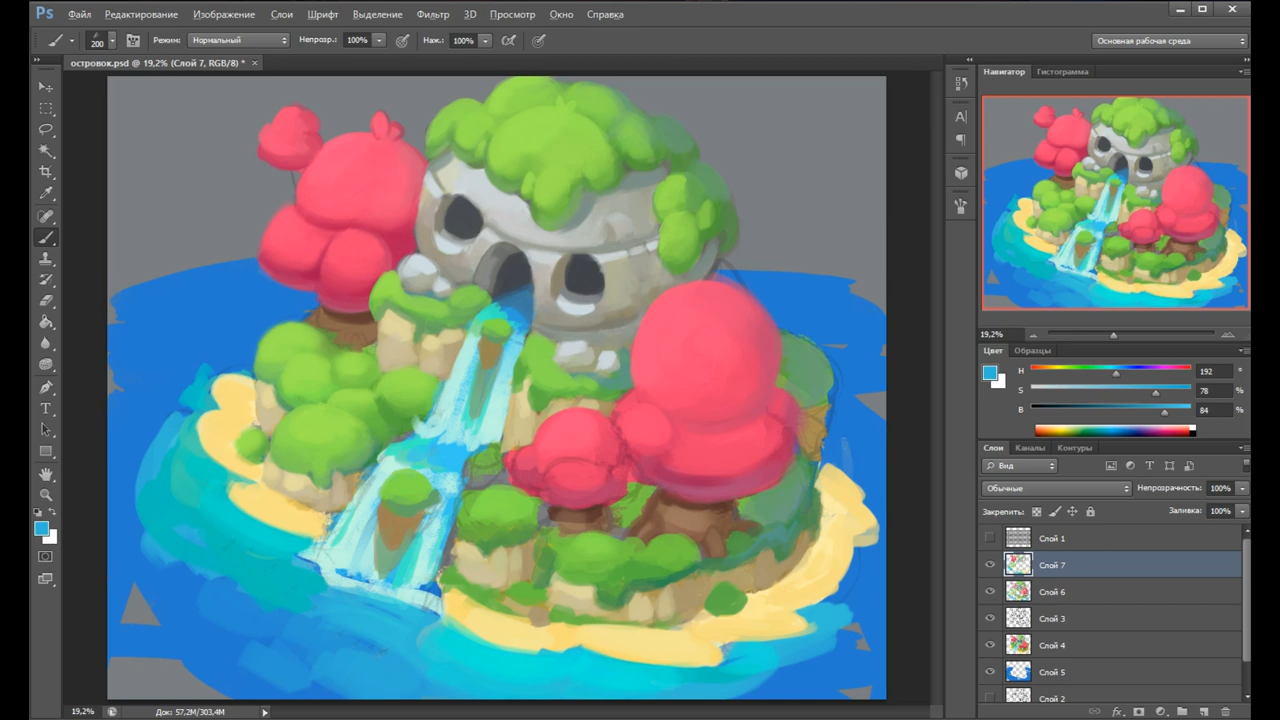 Ps Файл Редактирование Изображение Слои Шрифт Выделение Фильтр 3D Просмотр Окно Справка
200 Режим: Нормальный Непрозр.: 100% Наж.: 100% Основная рабочая среда
островок.psd @ 19,2% (Слой 7, RGB/8) * ×
Навигатор Гистограмма
19,2%
Цвет Образцы
H 192 °
S 78 %
B 84 %
Слои Каналы Контуры
Вид
Обычные Непрозрачность: 100%
Закрепить: Заливка: 100%
Слой 1
Слой 7
Слой 6
Слой 3
Слой 4
Слой 5
Слой 2
19,2% Док: 57,2M/303,4M